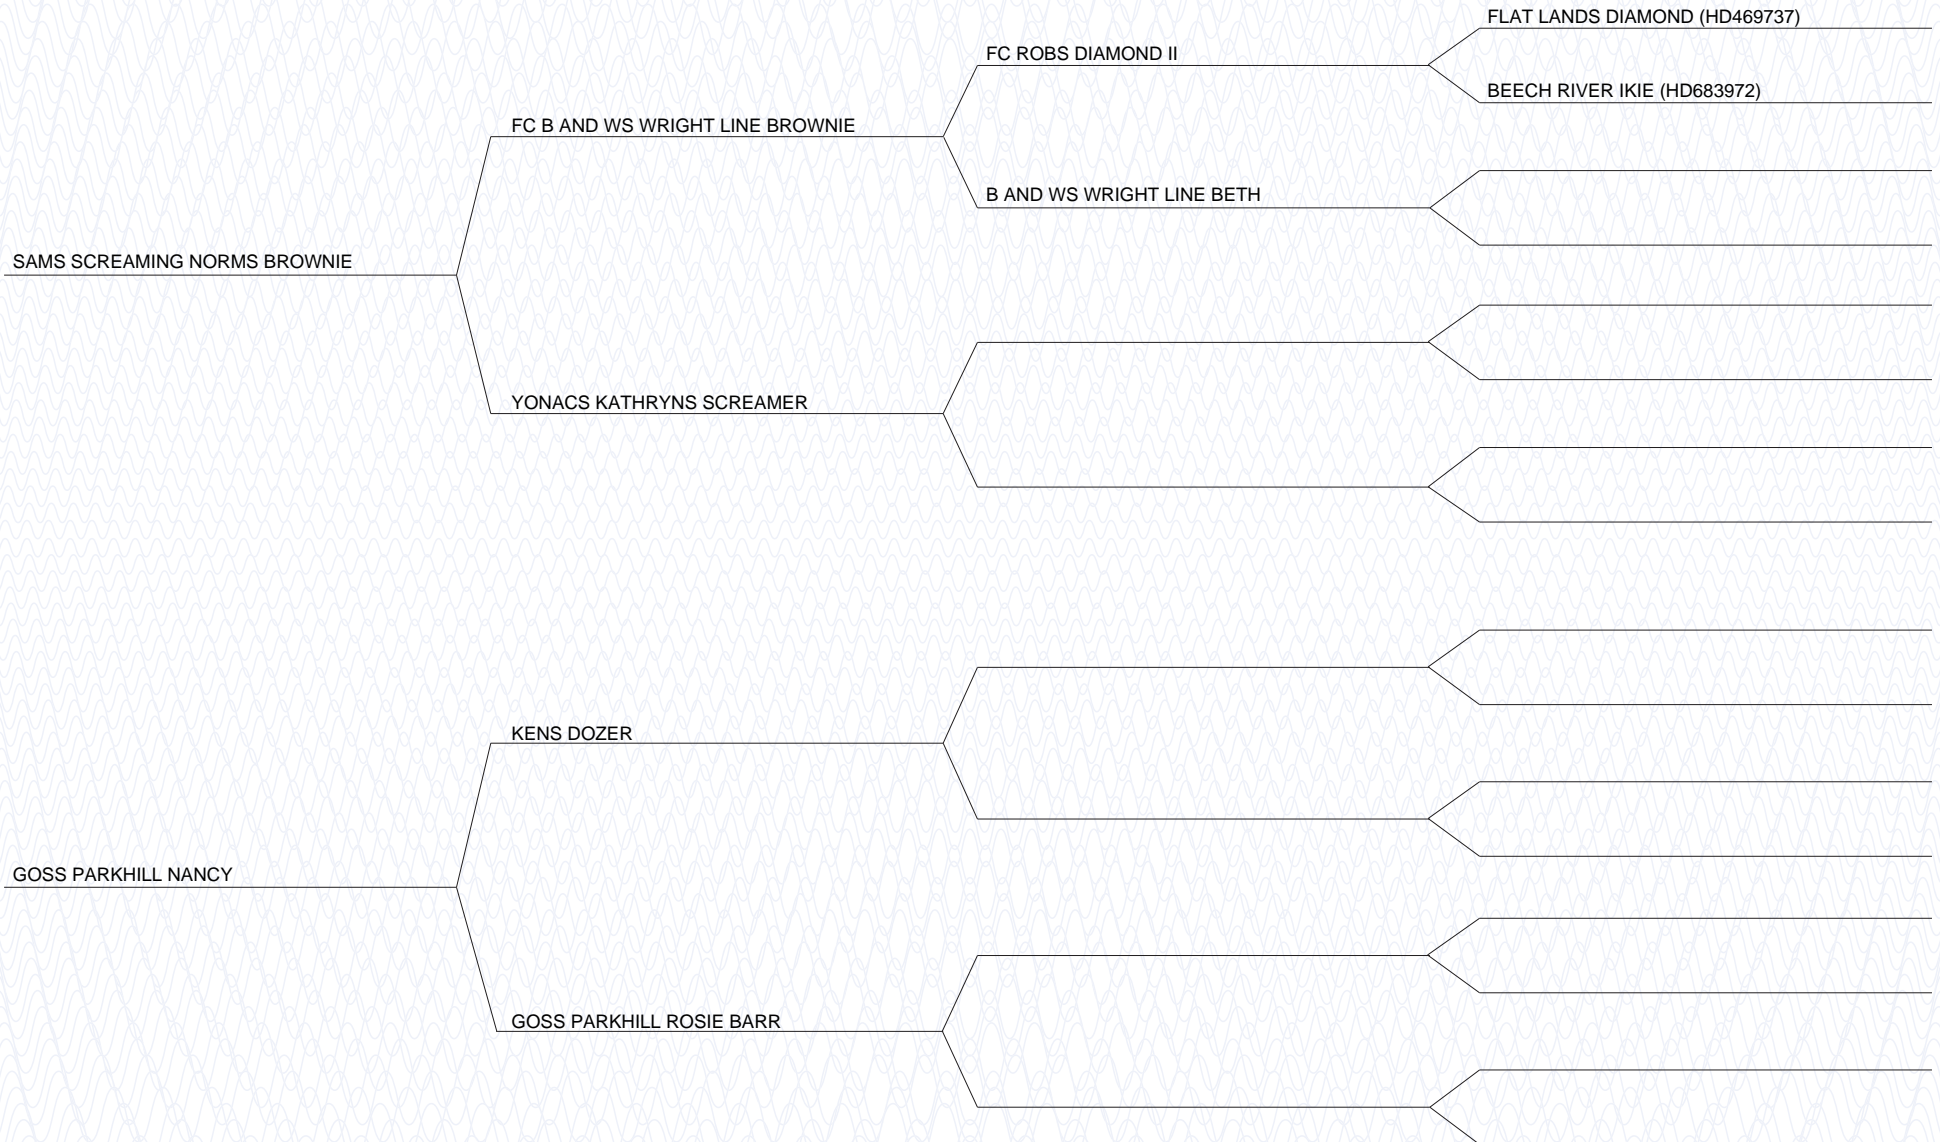 FLAT LANDS DIAMOND (HD469737)
FC ROBS DIAMOND II
BEECH RIVER IKIE (HD683972)
FC B AND WS WRIGHT LINE BROWNIE
B AND WS WRIGHT LINE BETH
SAMS SCREAMING NORMS BROWNIE
YONACS KATHRYNS SCREAMER
KENS DOZER
GOSS PARKHILL NANCY
GOSS PARKHILL ROSIE BARR